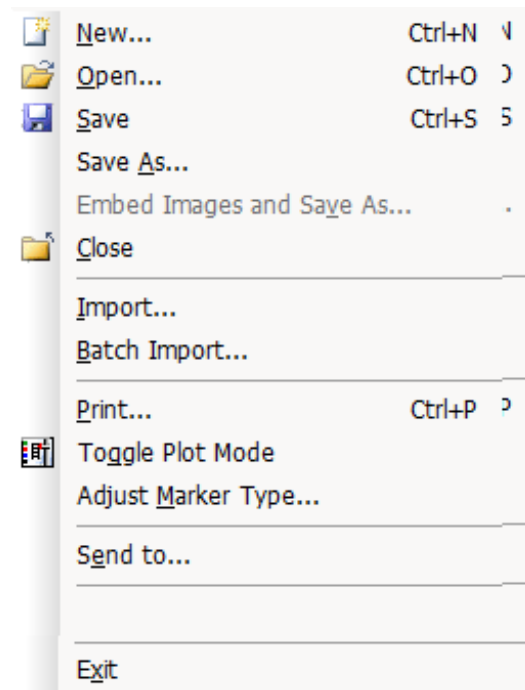 New... Ctrl+N N
Open... Ctrl+O O
Save Ctrl+S S
Save As...
Embed Images and Save As... .
Close
Import...
Batch Import...
Print... Ctrl+P P
Toggle Plot Mode
Adjust Marker Type...
Send to...
Exit